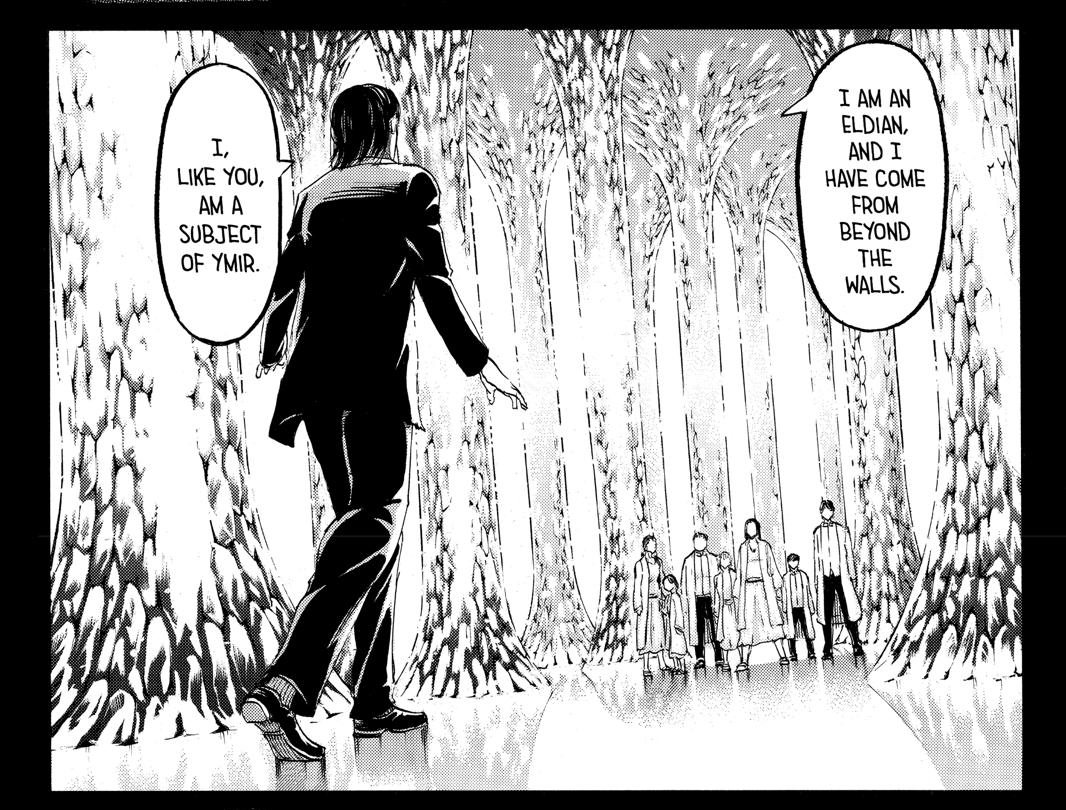 I AM AN
ELDIAN,
AND I
HAVE COME
FROM
BEYOND
THE
WALLS.
I,
LIKE YOU,
AM A
SUBJECT
OF YMIR.